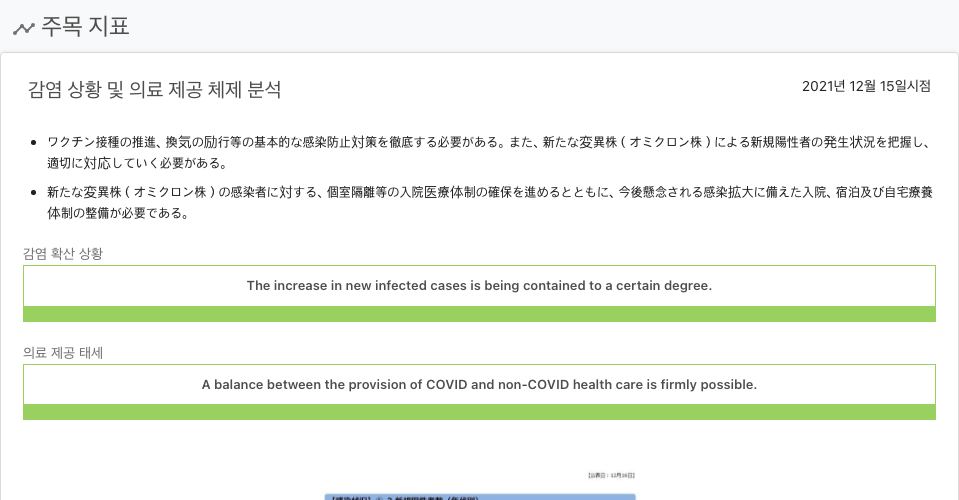 주목 지표
감염 상황 및 의료 제공 체제 분석
2021년 12월 15일시점
ワクチン接種の推進、換気の励行等の基本的な感染防止対策を徹底する必要がある。また、新たな変異株（オミクロン株）による新規陽性者の発生状況を把握し、
適切に対応していく必要がある。
新たな変異株（オミクロン株）の感染者に対する、個室隔離等の入院医療体制の確保を進めるとともに、今後懸念される感染拡大に備えた入院、宿泊及び自宅療養
体制の整備が必要である。
감염 확산 상황
The increase in new infected cases is being contained to a certain degree.
의료 제공 태세
A balance between the provision of COVID and non-COVID health care is firmly possible.